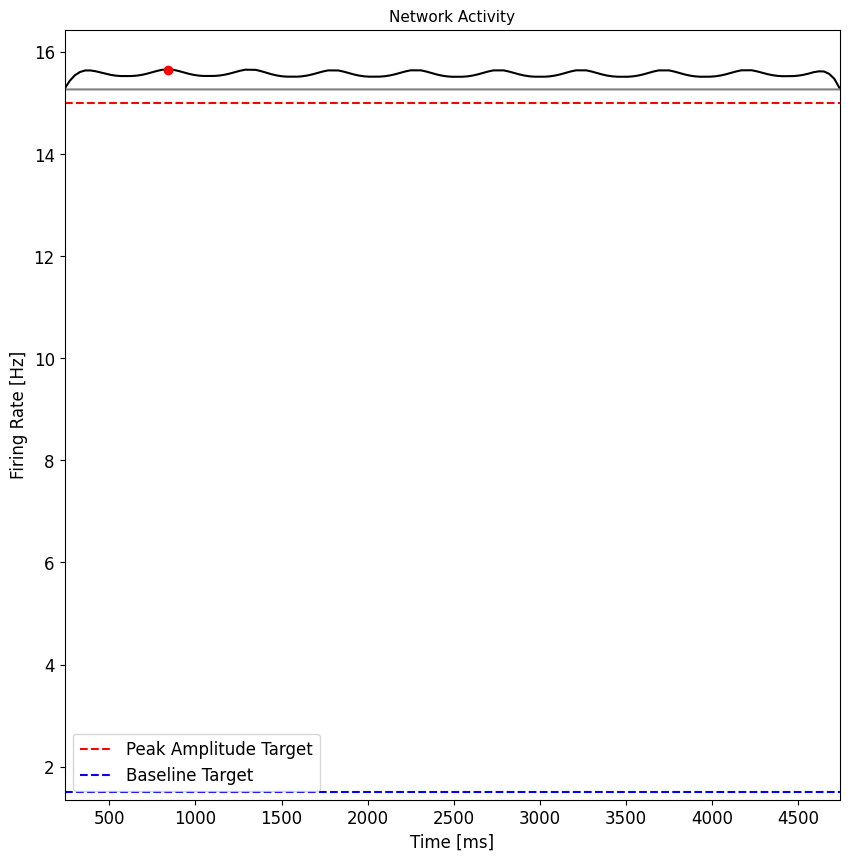 Network Activity
16
14
12
10
8
6
4
2
Firing Rate [Hz]
Peak Amplitude Target
Baseline Target
500 1000 1500 2000 2500 3000 3500 4000 4500
Time [ms]